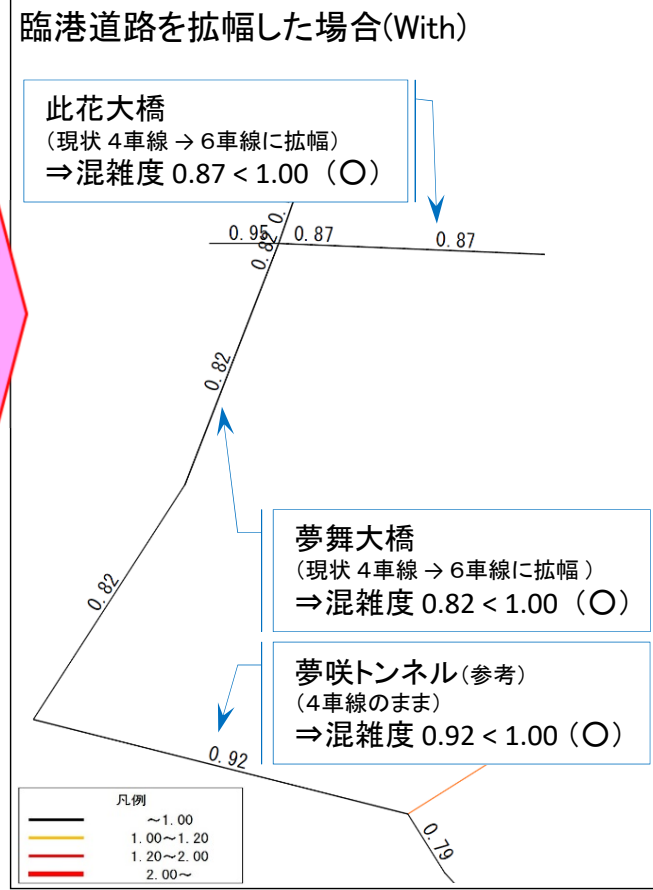 臨港道路を拡幅した場合(With)
此花大橋
(現状 4車線 → 6車線に拡幅)
⇒混雑度 0.87 < 1.00 (〇)
0.95
0.82
0.
0.87
0.87
0.82
夢舞大橋
(現状 4車線 → 6車線に拡幅 )
⇒混雑度 0.82 < 1.00 (〇)
0.82
夢咲トンネル(参考)
(4車線のまま)
⇒混雑度 0.92 < 1.00 (〇)
0.92
0.79
凡例
~1.00
1.00~1.20
1.20~2.00
2.00~